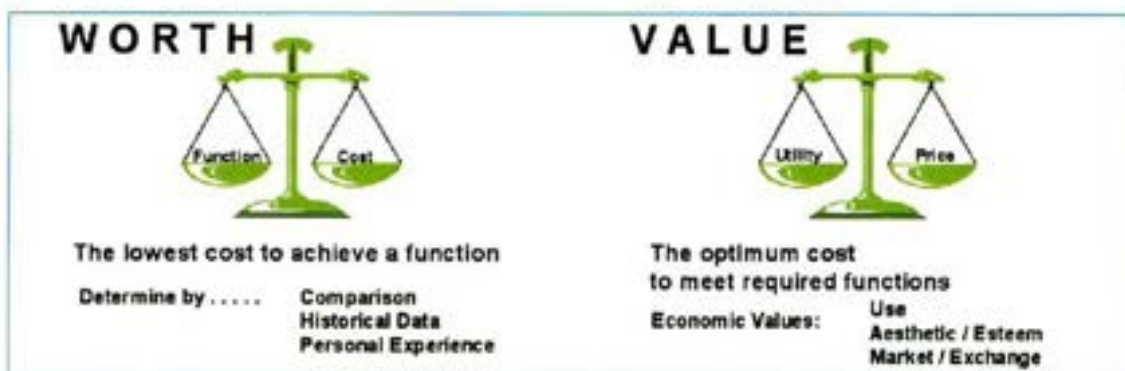 WORTH
Function
Cost
The lowest cost to achieve a function
Determine by . . . . .
Comparison
Historical Data
Personal Experience
VALUE
Utility
Price
The optimum cost
to meet required functions
Economic Values:
Use
Aesthetic / Esteem
Market / Exchange